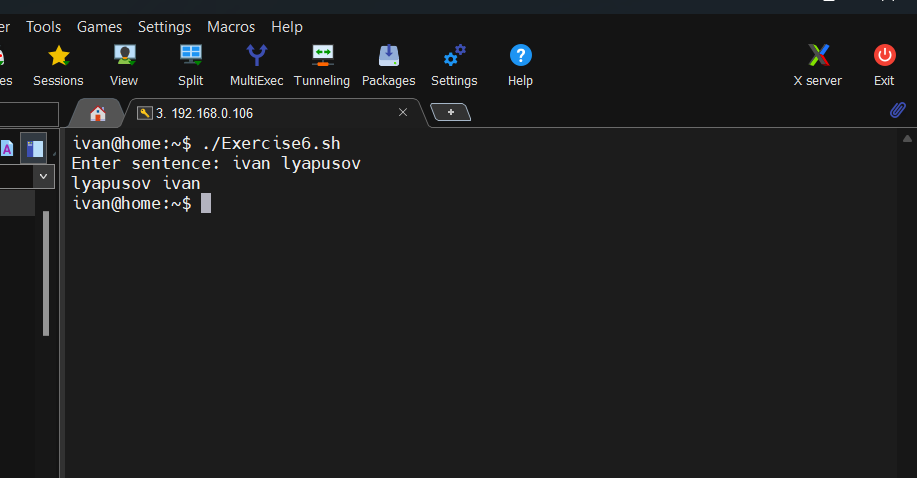 er Tools Games Settings Macros Help
es Sessions View Split MultiExec Tunneling Packages Settings Help X server Exit
3. 192.168.0.106
A
ivan@home:~$ ./Exercise6.sh
Enter sentence: ivan lyapusov
lyapusov ivan
ivan@home:~$